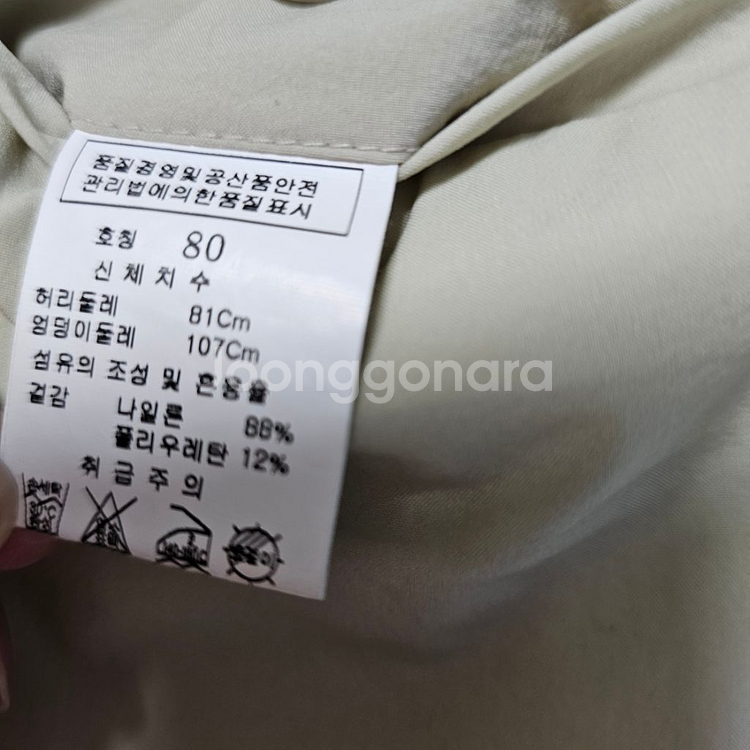 품질경영및공산품안전
관리법에의한품질표시
호칭 80
신체치수
허리둘레 81Cm
엉덩이둘레 107Cm
섬유의 조성 및 혼용율
겉감 나일론 88%
폴리우레탄 12%
취급주의
joonggonara